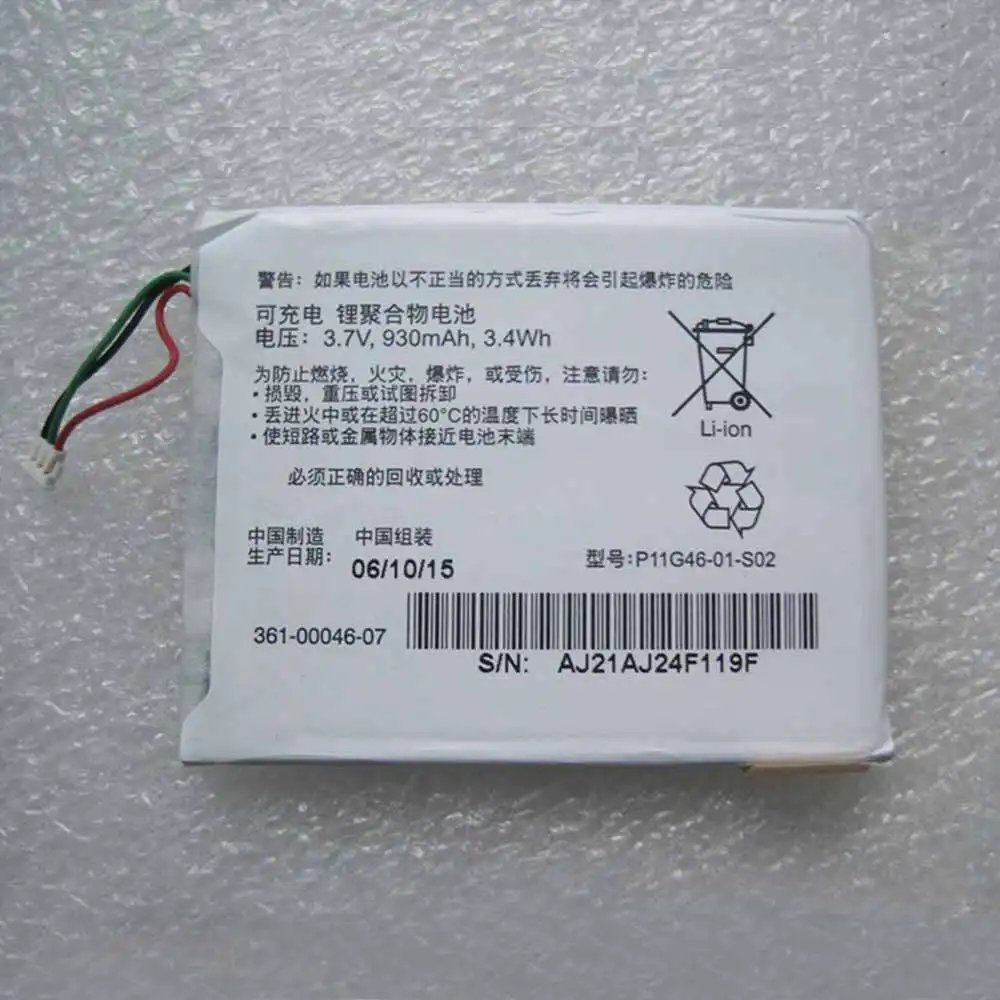 警告: 如果电池以不正当的方式丢弃将会引起爆炸的危险
可充电 锂聚合物电池
电压: 3.7V, 930mAh, 3.4Wh
为防止燃烧，火灾，爆炸，或受伤，注意请勿:
• 损毁，重压或试图拆卸
• 丢进火中或在超过60°C的温度下长时间曝晒
• 使短路或金属物体接近电池末端
Li-ion
必须正确的回收或处理
中国制造 中国组装
生产日期: 06/10/15
型号:P11G46-01-S02
361-00046-07
S/N: AJ21AJ24F119F